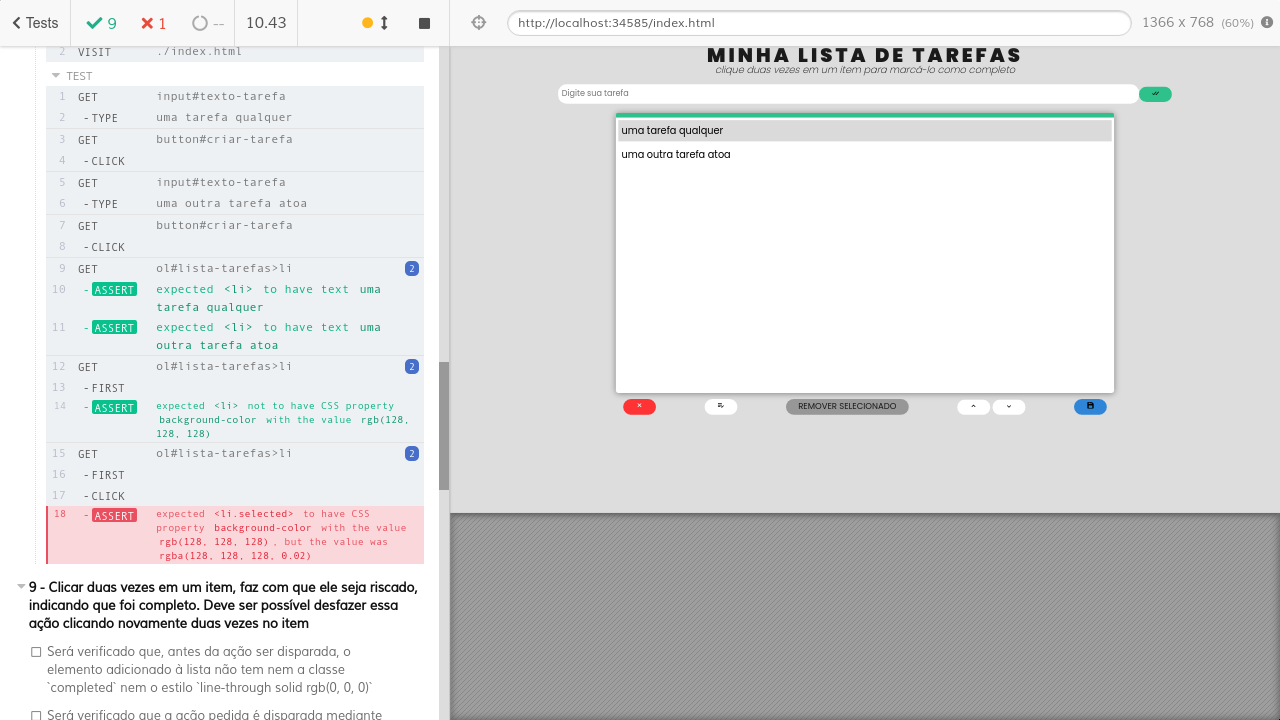 Tests 9 1 -- 10.43
http://localhost:34585/index.html 1366 x 768 (60%)
2 VISIT ./index.html
TEST
1 GET input#texto-tarefa
2 -TYPE uma tarefa qualquer
3 GET button#criar-tarefa
4 -CLICK
5 GET input#texto-tarefa
6 -TYPE uma outra tarefa atoa
7 GET button#criar-tarefa
8 -CLICK
9 GET ol#lista-tarefas>li 2
10 -ASSERT expected <li> to have text uma
tarefa qualquer
11 -ASSERT expected <li> to have text uma
outra tarefa atoa
12 GET ol#lista-tarefas>li 2
13 -FIRST
14 -ASSERT expected <li> not to have CSS property
background-color with the value rgb(128,
128, 128)
15 GET ol#lista-tarefas>li 2
16 -FIRST
17 -CLICK
18 -ASSERT expected <li.selected> to have CSS
property background-color with the value
rgb(128, 128, 128), but the value was
rgba(128, 128, 128, 0.02)
9 - Clicar duas vezes em um item, faz com que ele seja riscado,
indicando que foi completo. Deve ser possível desfazer essa
ação clicando novamente duas vezes no item
Será verificado que, antes da ação ser disparada, o
elemento adicionado à lista não tem nem a classe
`completed` nem o estilo `line-through solid rgb(0, 0, 0)`
Será verificado que a ação pedida é disparada mediante
MINHA LISTA DE TAREFAS
clique duas vezes em um item para marcá-lo como completo
Digite sua tarefa
uma tarefa qualquer
uma outra tarefa atoa
REMOVER SELECIONADO